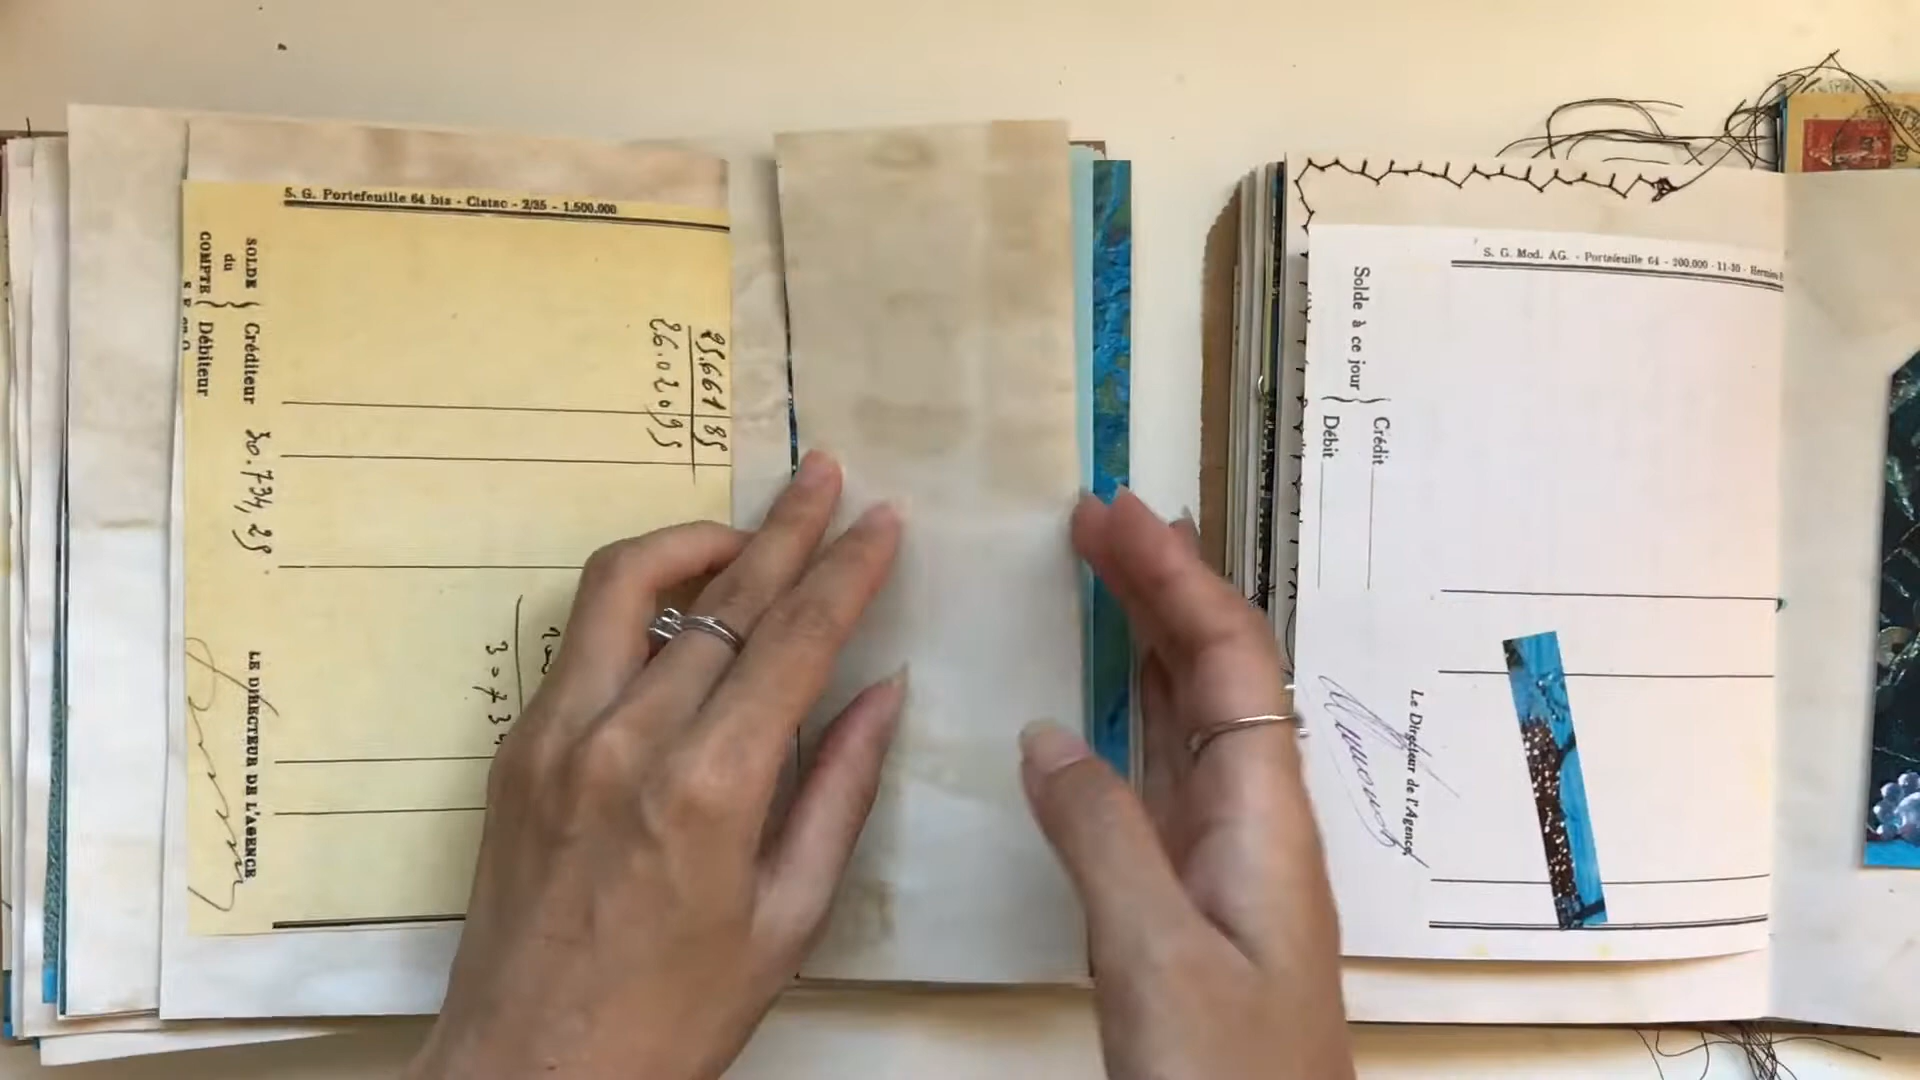 S. G. Portefeuille 64 bis - Cistac - 2/35 - 1.500.000
SOLDE
du
COMPTE
Créditeur 30.734,29
Débiteur
25.661 85
26.020 95
LE DIRECTEUR DE L'AGENCE
S. G. Mod. AG. - Portefeuille 64 - 200.000 - 11-30 -
Solde à ce jour
Crédit
Débit
Le Directeur de l'Agence,